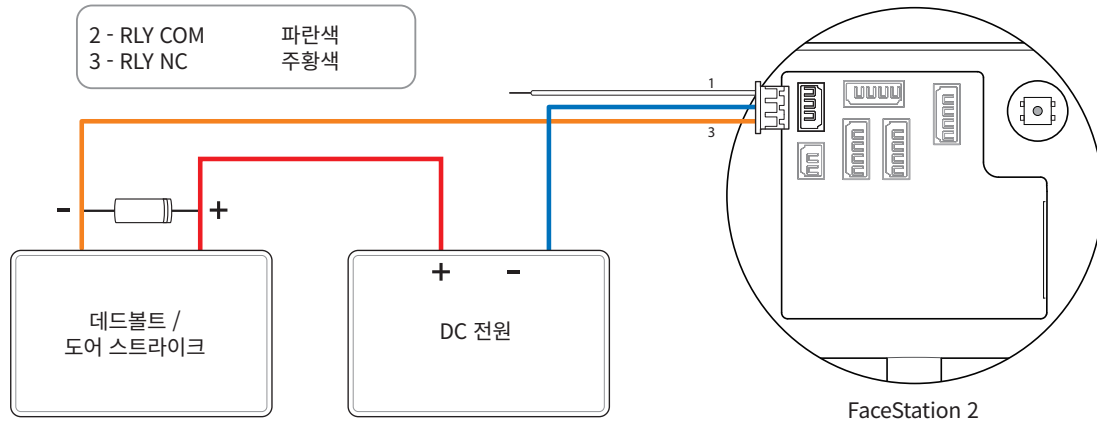 2 - RLY COM 파란색
3 - RLY NC 주황색
1
3
- +
+ -
데드볼트 /
도어 스트라이크
DC 전원
FaceStation 2